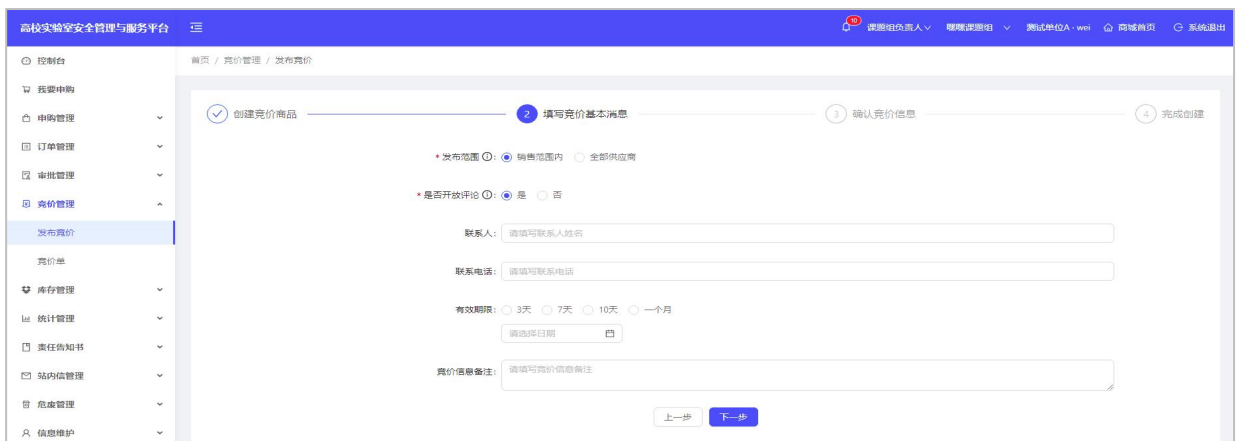 高校实验室安全管理与服务平台 10 课题组负责人 嘿嘿课题组 测试单位A · wei 商城首页 系统退出
控制台
首页 / 竞价管理 / 发布竞价
我要申购
申购管理
订单管理
审批管理
竞价管理
发布竞价
竞价单
库存管理
统计管理
责任告知书
站内信管理
危废管理
信息维护
创建竞价商品 2 填写竞价基本消息 3 确认竞价信息 4 完成创建
* 发布范围: 销售范围内 全部供应商
* 是否开放评论: 是 否
联系人: 请填写联系人姓名
联系电话: 请填写联系电话
有效期限: 3天 7天 10天 一个月
请选择日期
竞价信息备注: 请填写竞价信息备注
上一步 下一步